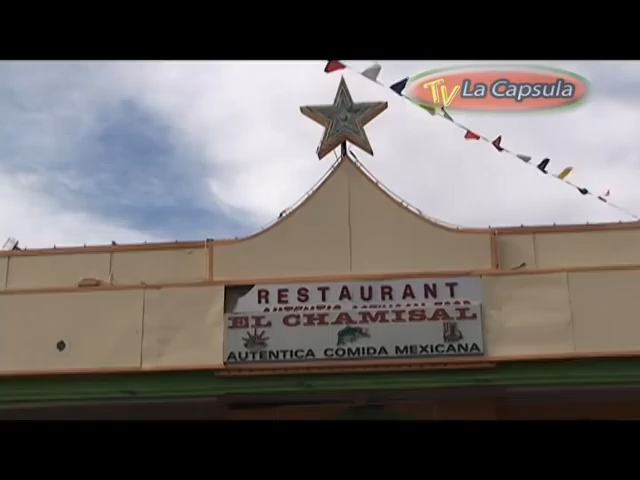 TV La Capsula
RESTAURANT
EL CHAMISAL
AUTENTICA COMIDA MEXICANA